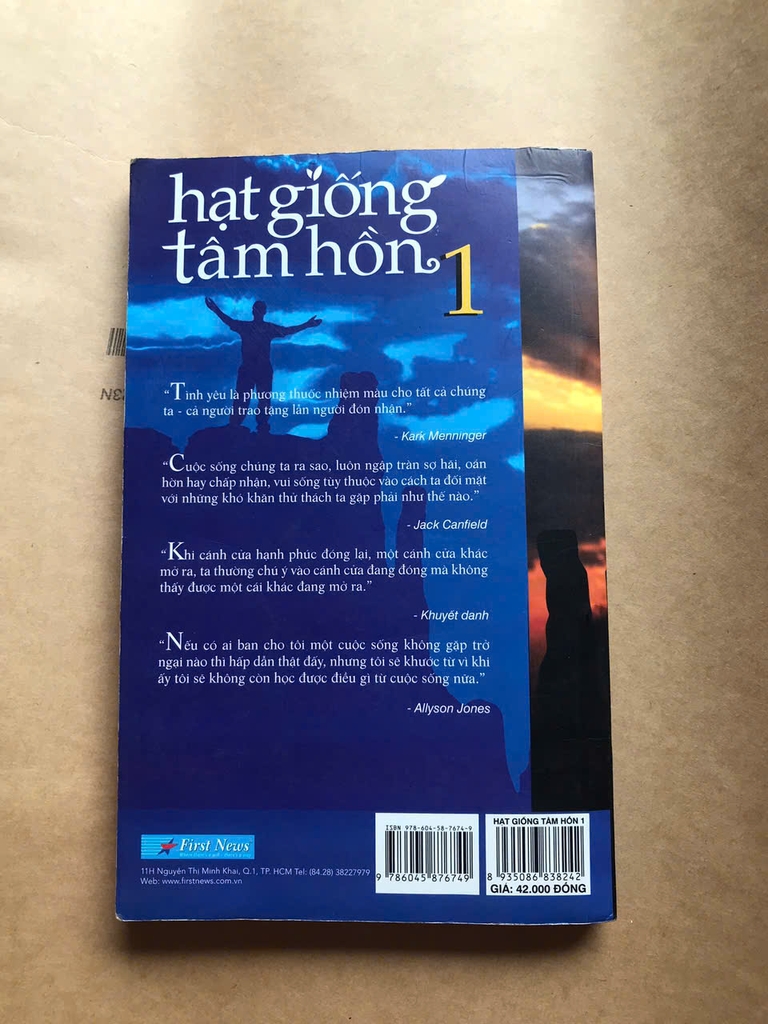 hạt giống
tâm hồn 1
“Tình yêu là phương thuốc nhiệm màu cho tất cả chúng
ta - cả người trao tặng lẫn người đón nhận.”
- Kark Menninger
“Cuộc sống chúng ta ra sao, luôn ngập tràn sợ hãi, oán
hờn hay chấp nhận, vui sống tùy thuộc vào cách ta đối mặt
với những khó khăn thử thách ta gặp phải như thế nào.”
- Jack Canfield
“Khi cánh cửa hạnh phúc đóng lại, một cánh cửa khác
mở ra, ta thường chú ý vào cánh cửa đang đóng mà không
thấy được một cái khác đang mở ra.”
- Khuyết danh
“Nếu có ai ban cho tôi một cuộc sống không gặp trở
ngại nào thì hấp dẫn thật đấy, nhưng tôi sẽ khước từ vì khi
ấy tôi sẽ không còn học được điều gì từ cuộc sống nữa.”
- Allyson Jones
First News
11H Nguyễn Thị Minh Khai, Q.1, TP. HCM Tel: (84.28) 38227979
Web: www.firstnews.com.vn
ISBN 978-604-58-7674-9
9 786045 876749
HẠT GIỐNG TÂM HỒN 1
8 935086 838242
GIÁ: 42.000 ĐỒNG